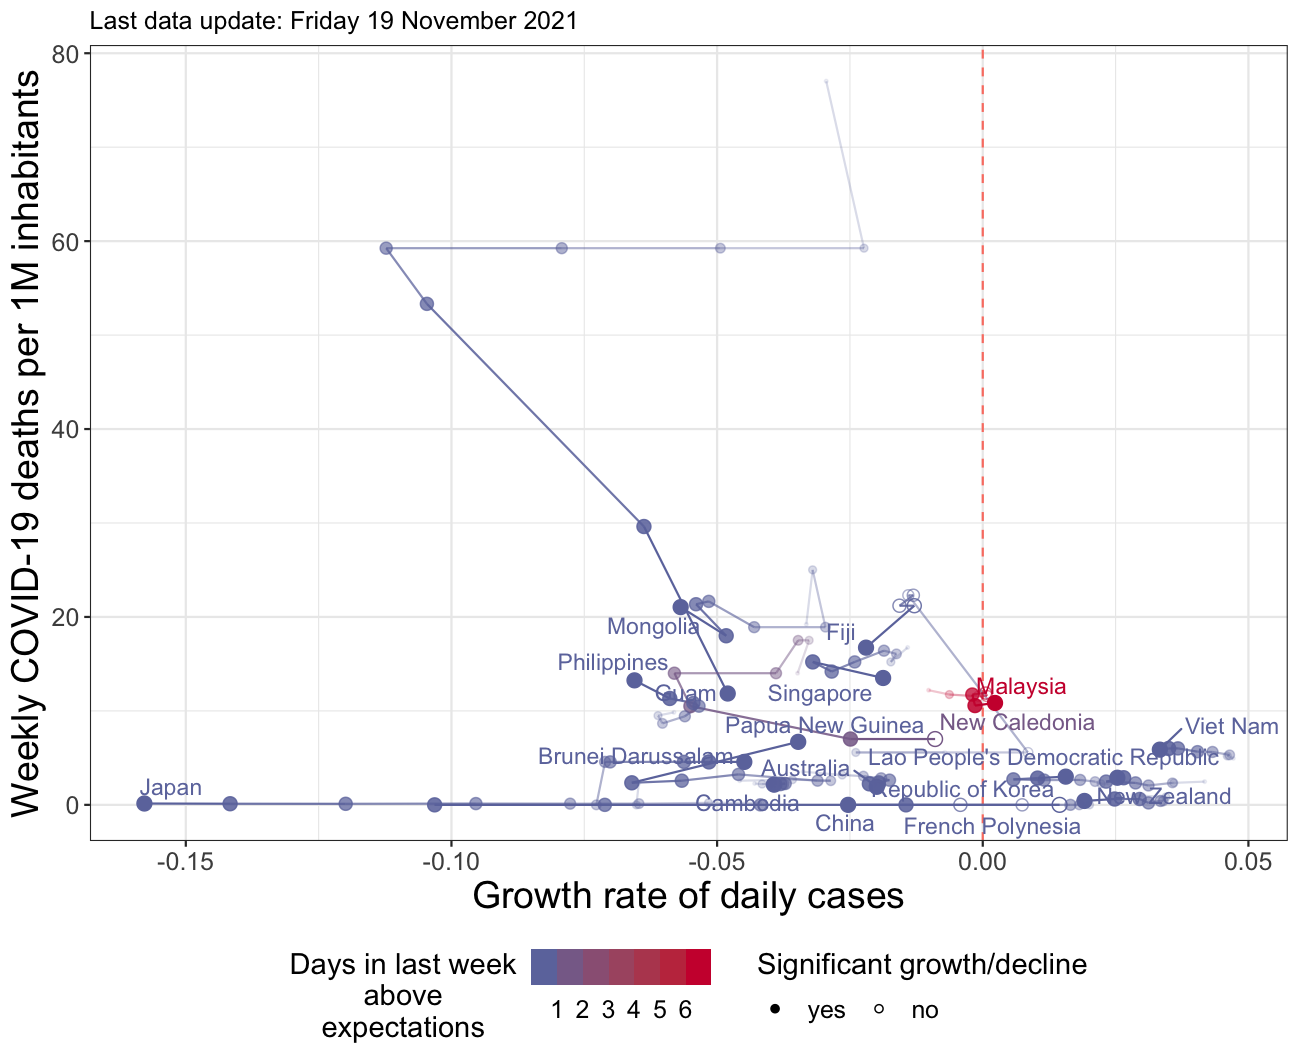 Last data update: Friday 19 November 2021
Weekly COVID-19 deaths per 1M inhabitants
80
60
40
20
0
Mongolia
Fiji
Philippines
Guam
Singapore
Malaysia
Papua New Guinea
New Caledonia
Viet Nam
Brunei Darussalam
Lao People's Democratic Republic
Australia
Japan
Republic of Korea
New Zealand
Cambodia
China
French Polynesia
-0.15
-0.10
-0.05
0.00
0.05
Growth rate of daily cases
Days in last week
above
expectations
1 2 3 4 5 6
Significant growth/decline
yes
no